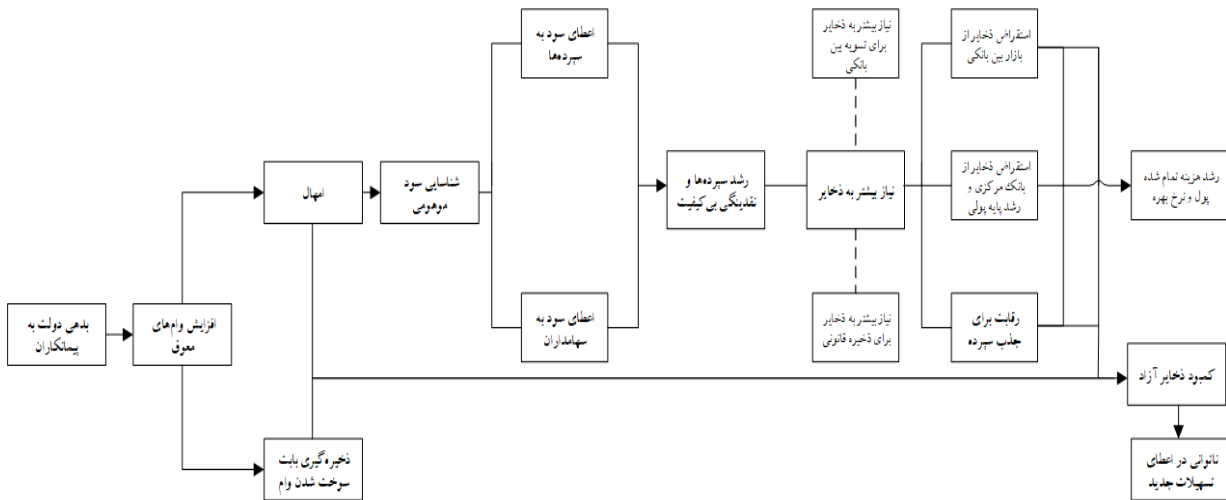 بدهی دولت به
پیمانکاران
افزایش وام‌های
معوق
امهال
ذخیره‌گیری بابت
سوخت شدن وام
شناسایی سود
موهومی
اعطای سود به
سپرده‌ها
اعطای سود به
سهامداران
رشد سپرده‌ها و
نقدینگی بی‌کیفیت
نیاز بیشتر به ذخایر
برای تسویه بین
بانکی
نیاز بیشتر به ذخایر
نیاز بیشتر به ذخایر
برای ذخیره قانونی
استقراض ذخایر از
بازار بین بانکی
استقراض ذخایر از
بانک مرکزی و
رشد پایه پولی
رقابت برای
جذب سپرده
رشد هزینه تمام شده
پول و نرخ بهره
کمبود ذخایر آزاد
ناتوانی در اعطای
تسهیلات جدید